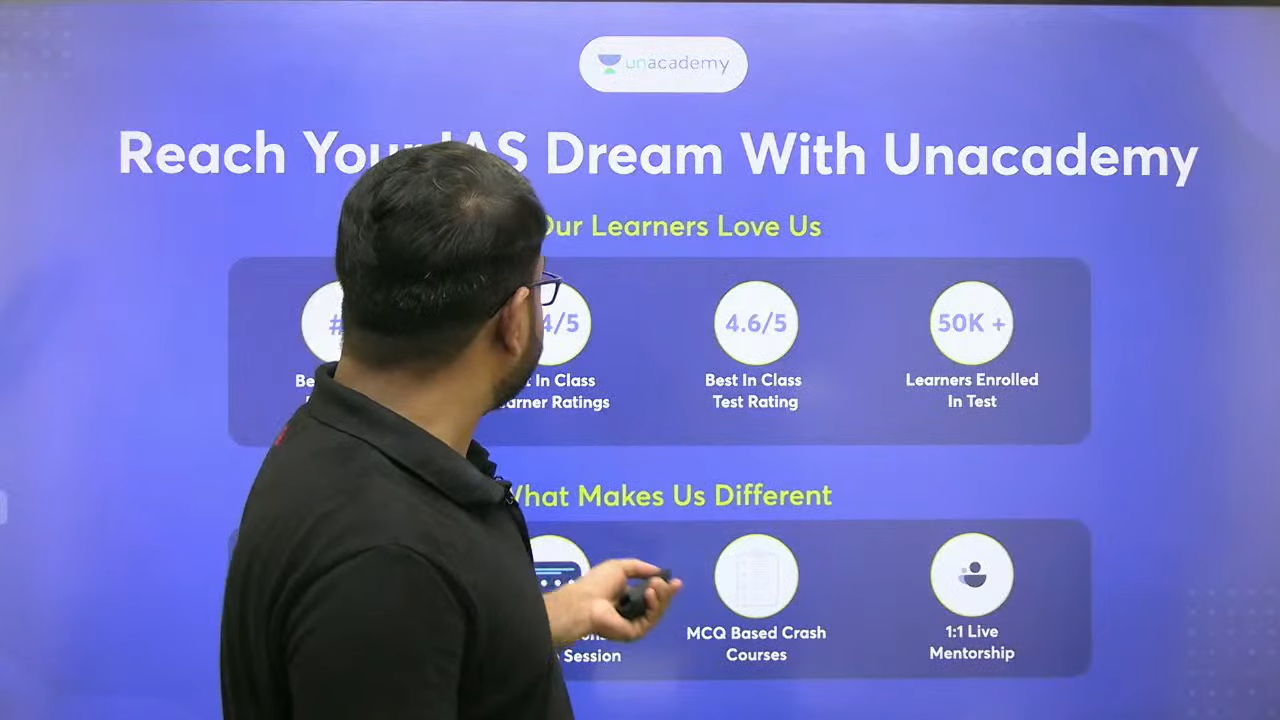 unacademy
Reach Your IAS Dream With Unacademy
Our Learners Love Us
4/5
4.6/5
50K +
In Class
Best In Class
Learners Enrolled
Ratings
Test Rating
In Test
What Makes Us Different
MCQ Based Crash
1:1 Live
Session
Courses
Mentorship